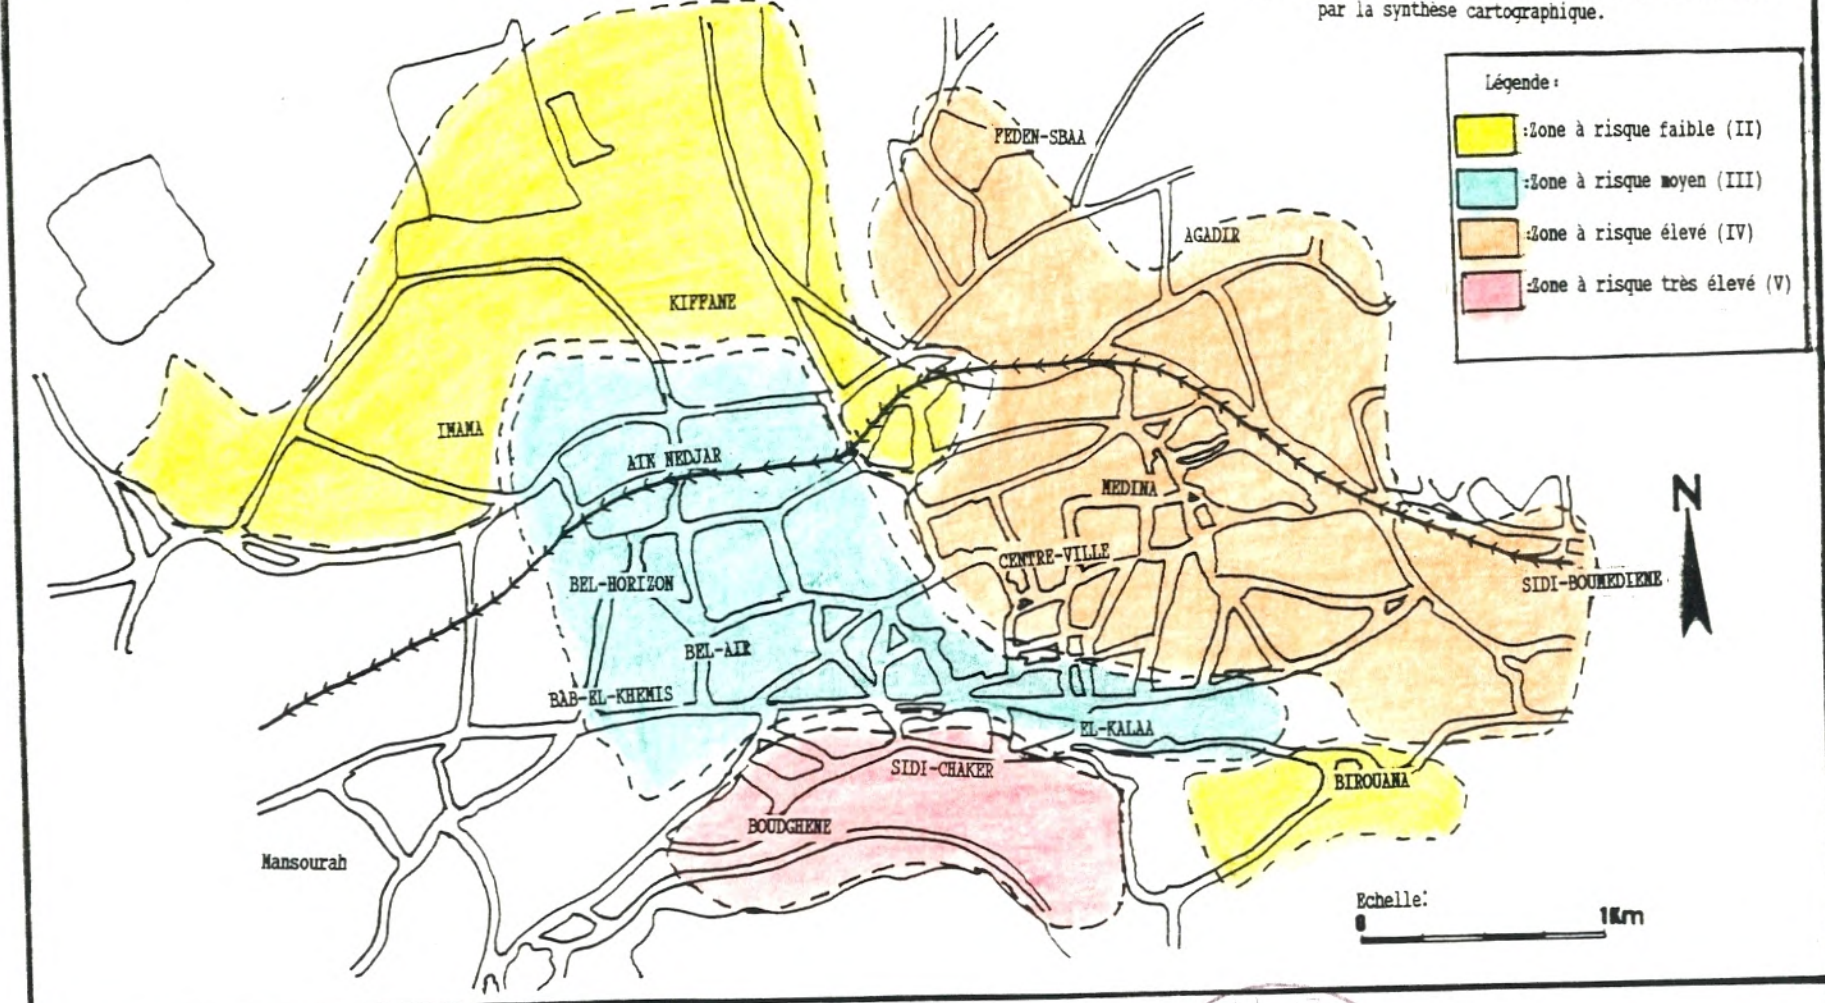 par la synthèse cartographique.
Légende:
:Zone à risque faible (II)
:Zone à risque moyen (III)
:Zone à risque élevé (IV)
:Zone à risque très élevé (V)
FEDEN-SBAA
AGADIR
KIFFANE
IMAMA
AIK NEDJAR
MEDINA
N
CENTRE-VILLE
SIDI-BOUMEDIENE
BEL-HORIZON
BEL-AIR
BAB-EL-KHEMIS
EL-KALAA
SIDI-CHAKER
BIROUANA
BOUDGHENE
Mansourah
Echelle:
0
1Km